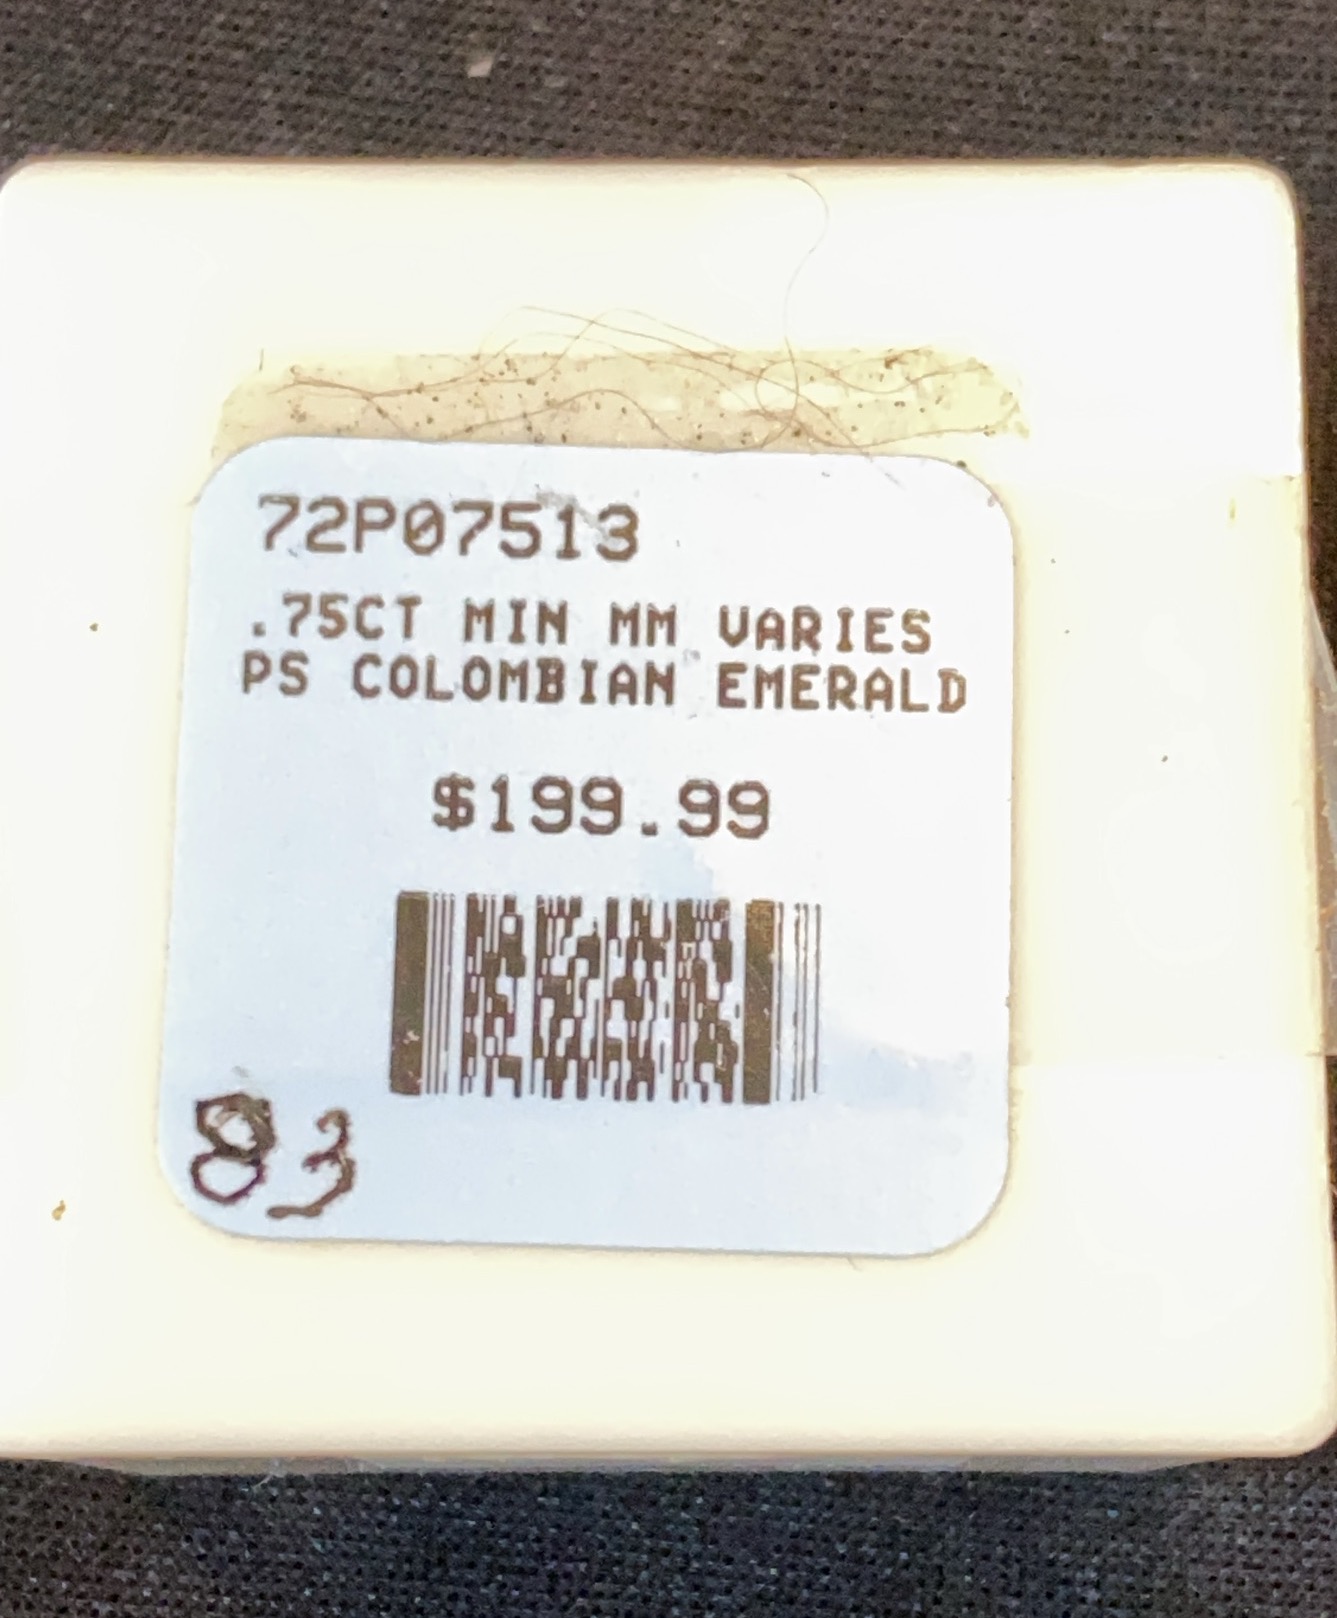 72P07513
.75CT MIN MM VARIES
PS COLOMBIAN EMERALD
$199.99
83